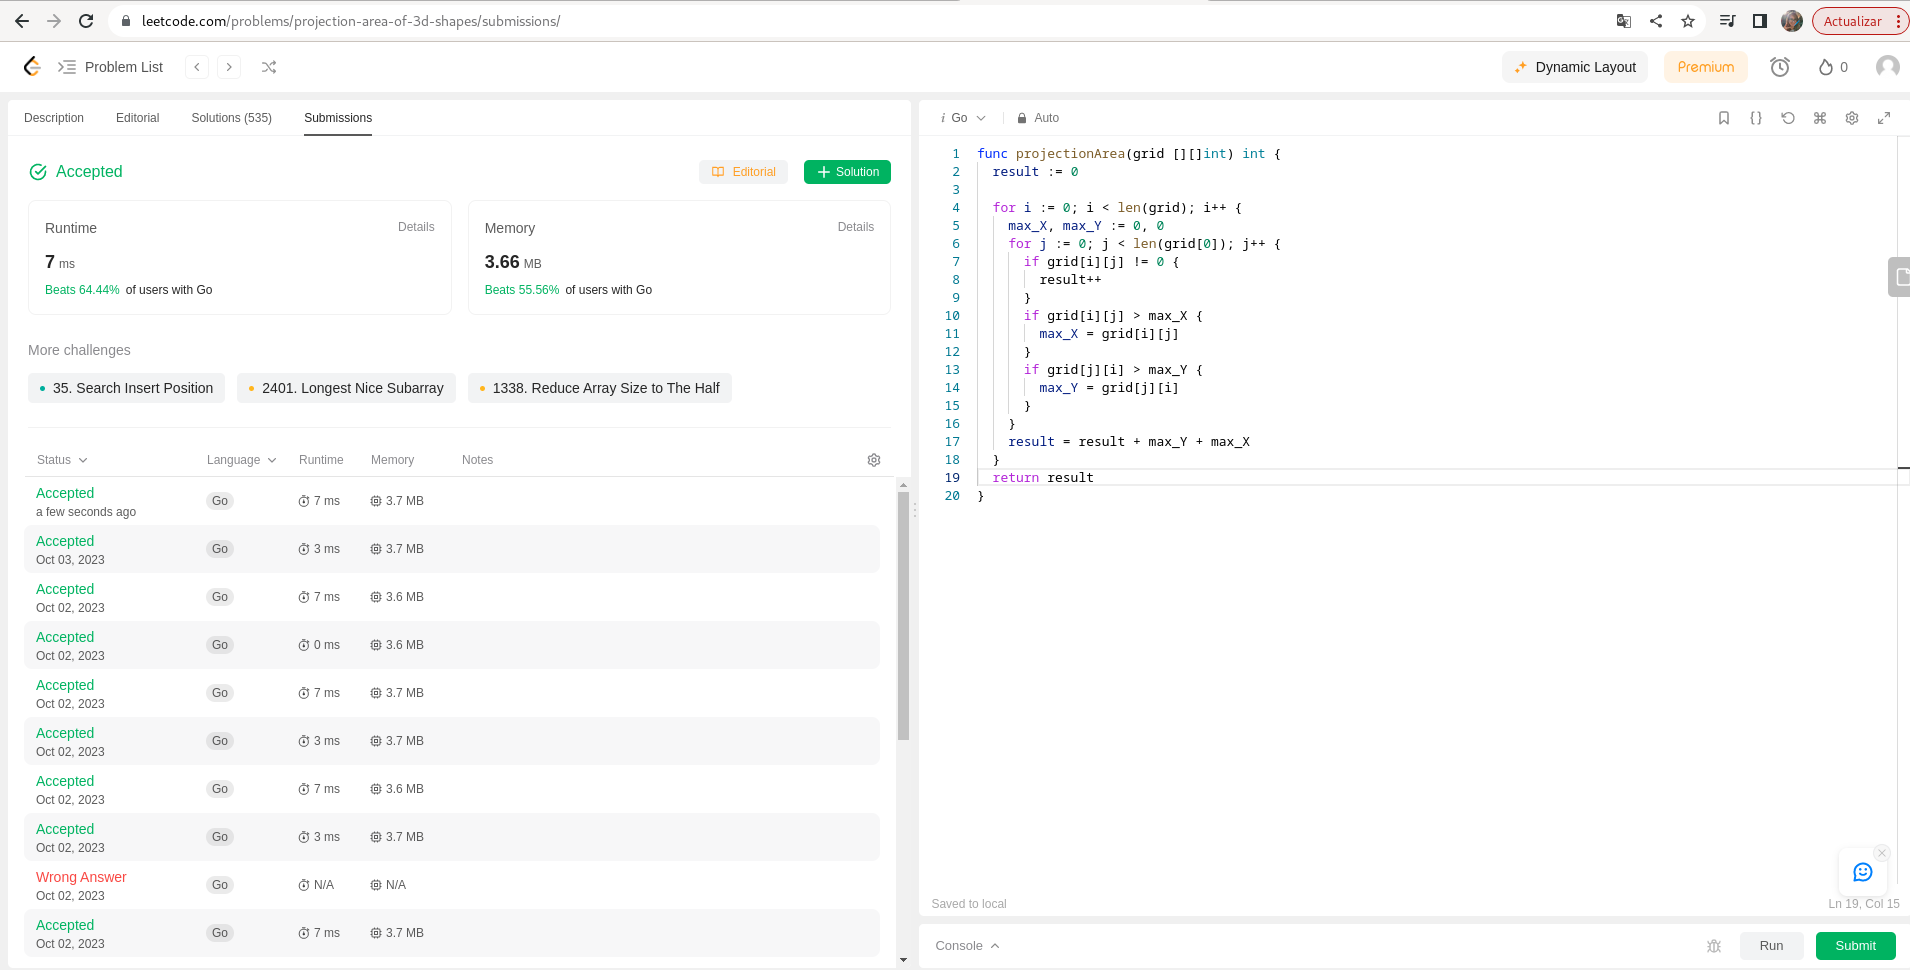 leetcode.com/problems/projection-area-of-3d-shapes/submissions/
Actualizar
Problem List
Dynamic Layout
Premium
0
Description Editorial Solutions (535) Submissions
Accepted
Editorial
Solution
Runtime Details
7 ms
Beats 64.44% of users with Go
Memory Details
3.66 MB
Beats 55.56% of users with Go
More challenges
35. Search Insert Position
2401. Longest Nice Subarray
1338. Reduce Array Size to The Half
Status Language Runtime Memory Notes
Accepted
a few seconds ago
Go 7 ms 3.7 MB
Accepted
Oct 03, 2023
Go 3 ms 3.7 MB
Accepted
Oct 02, 2023
Go 7 ms 3.6 MB
Accepted
Oct 02, 2023
Go 0 ms 3.6 MB
Accepted
Oct 02, 2023
Go 7 ms 3.7 MB
Accepted
Oct 02, 2023
Go 3 ms 3.7 MB
Accepted
Oct 02, 2023
Go 7 ms 3.6 MB
Accepted
Oct 02, 2023
Go 3 ms 3.7 MB
Wrong Answer
Oct 02, 2023
Go N/A N/A
Accepted
Oct 02, 2023
Go 7 ms 3.7 MB
i Go Auto
1 func projectionArea(grid [][]int) int {
2 result := 0
3
4 for i := 0; i < len(grid); i++ {
5 max_X, max_Y := 0, 0
6 for j := 0; j < len(grid[0]); j++ {
7 if grid[i][j] != 0 {
8 result++
9 }
10 if grid[i][j] > max_X {
11 max_X = grid[i][j]
12 }
13 if grid[j][i] > max_Y {
14 max_Y = grid[j][i]
15 }
16 }
17 result = result + max_Y + max_X
18 }
19 return result
20 }
Saved to local
Ln 19, Col 15
Console
Run
Submit